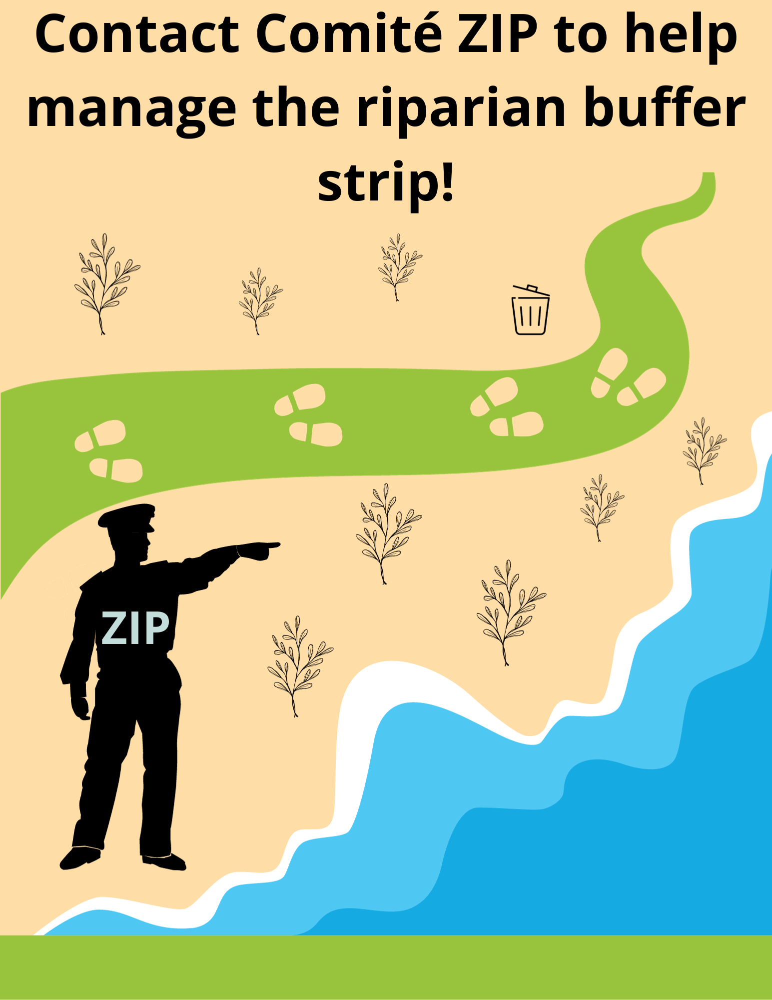 Contact Comité ZIP to help
manage the riparian buffer
strip!
ZIP